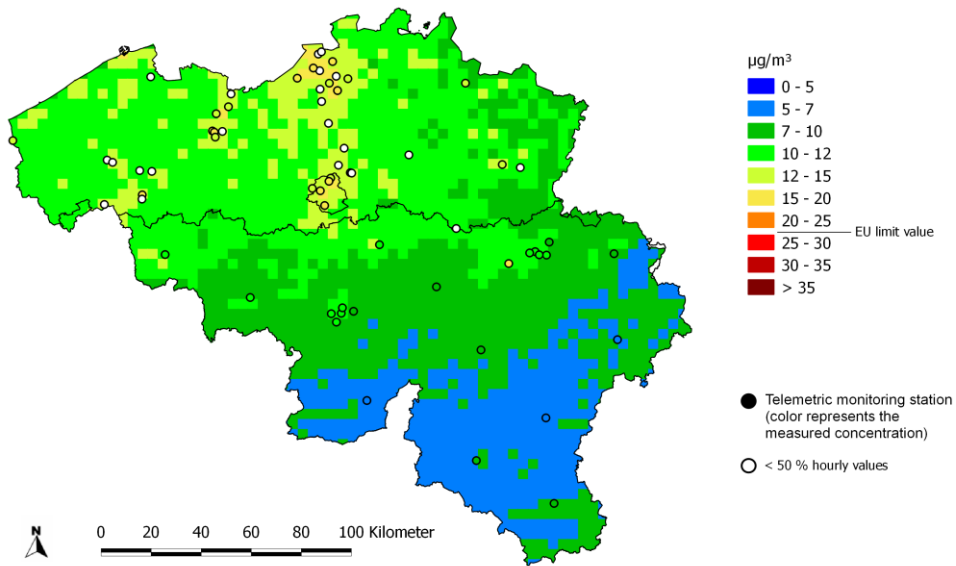 µg/m³
0 - 5
5 - 7
7 - 10
10 - 12
12 - 15
15 - 20
20 - 25
EU limit value
25 - 30
30 - 35
> 35
Telemetric monitoring station
(color represents the
measured concentration)
< 50 % hourly values
N
0 20 40 60 80 100 Kilometer